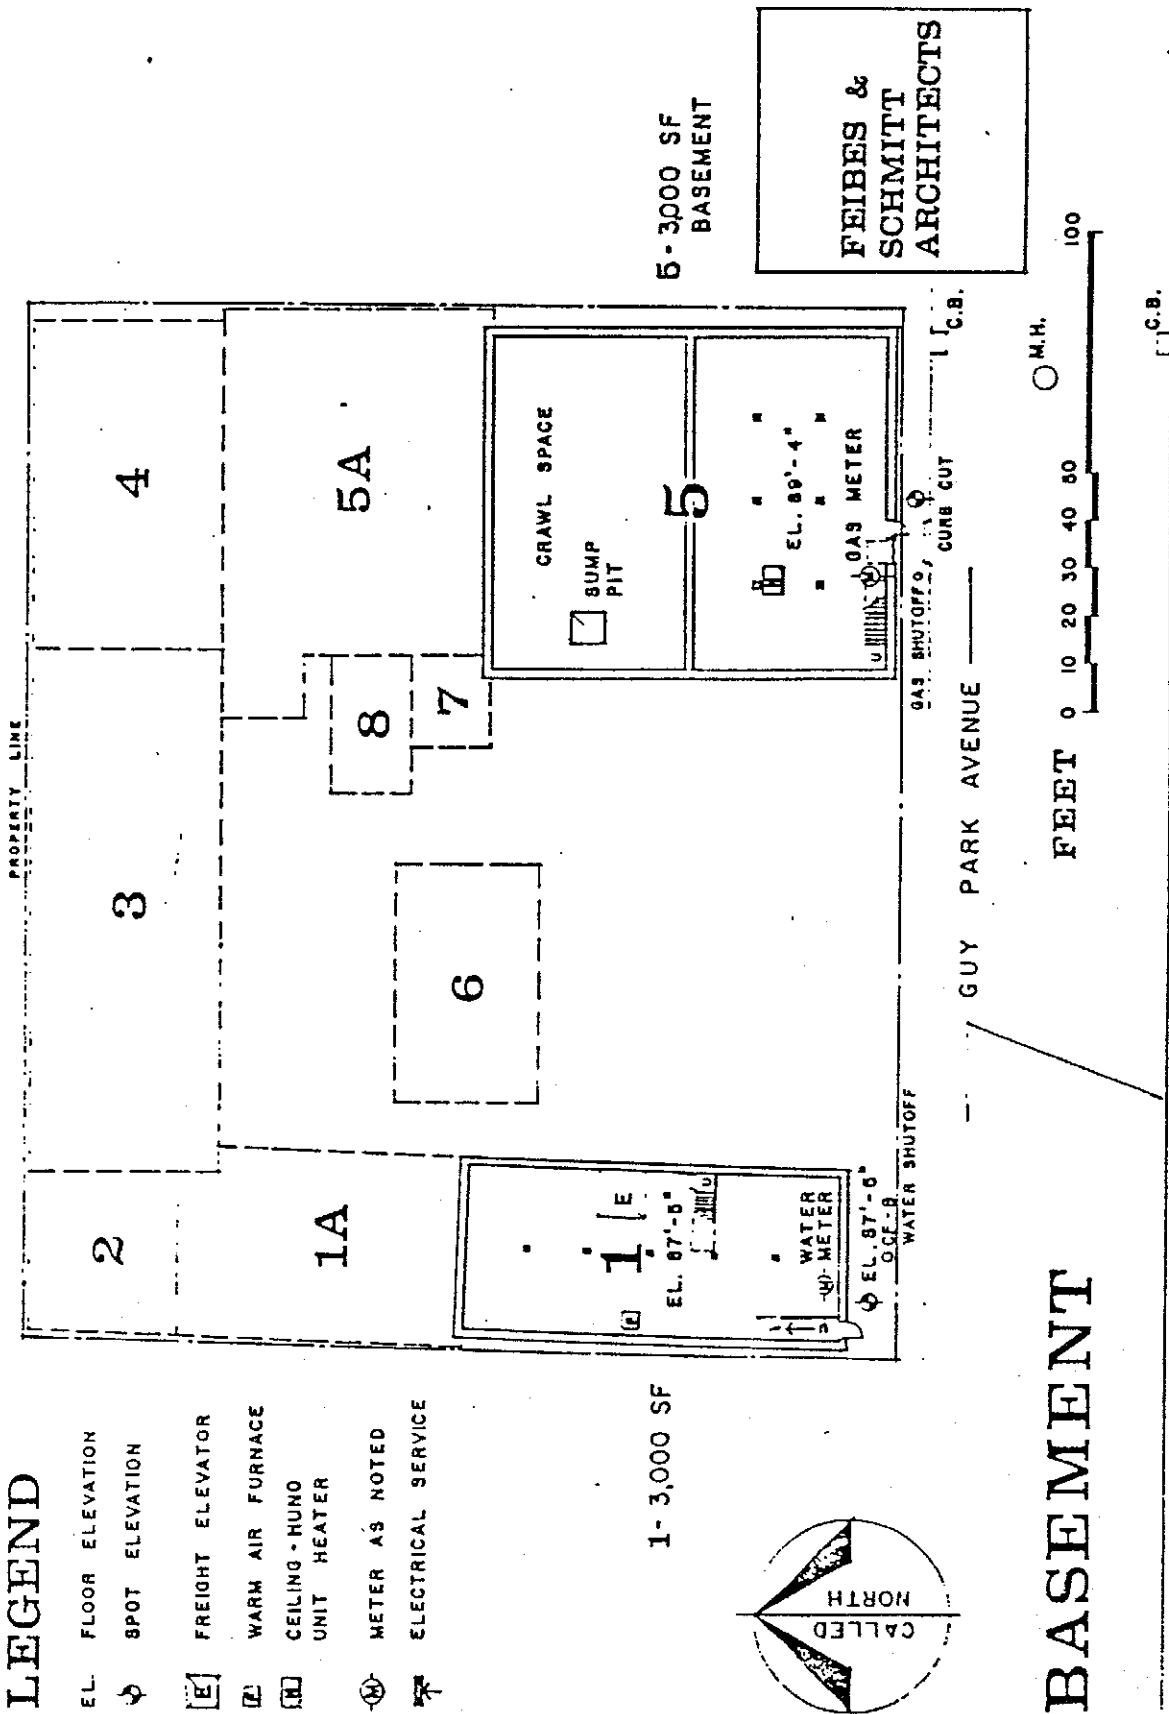 LEGEND
EL. FLOOR ELEVATION
SPOT ELEVATION
E FREIGHT ELEVATOR
F WARM AIR FURNACE
H CEILING-HUNG
UNIT HEATER
M METER AS NOTED
ELECTRICAL SERVICE
PROPERTY LINE
2
3
4
1A
5A
8
7
6
CRAWL SPACE
SUMP
PIT
5
EL. 89'-4"
GAS METER
M
H
U
1
E
EL. 87'-5"
U
F
WATER
METER
M
1- 3,000 SF
5- 3,000 SF
BASEMENT
EL. 87'-6"
WATER SHUTOFF
GAS SHUTOFF
CURB CUT
C.B.
GUY PARK AVENUE
M.H.
C.B.
CALLED
NORTH
BASEMENT
FEET 0 10 20 30 40 50 100
FEIBES &
SCHMITT
ARCHITECTS